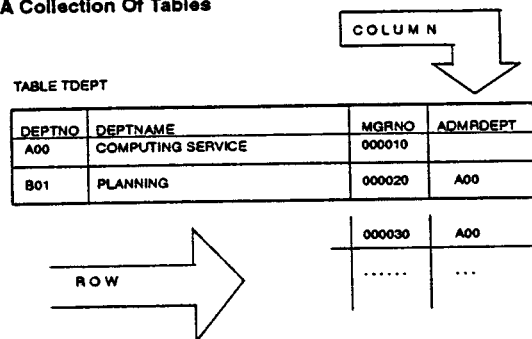 A Collection Of Tables
COLUMN
TABLE TDEPT
DEPTNO DEPTNAME MGRNO ADMRDEPT
A00 COMPUTING SERVICE 000010
B01 PLANNING 000020 A00
000030 A00
ROW ...... ...